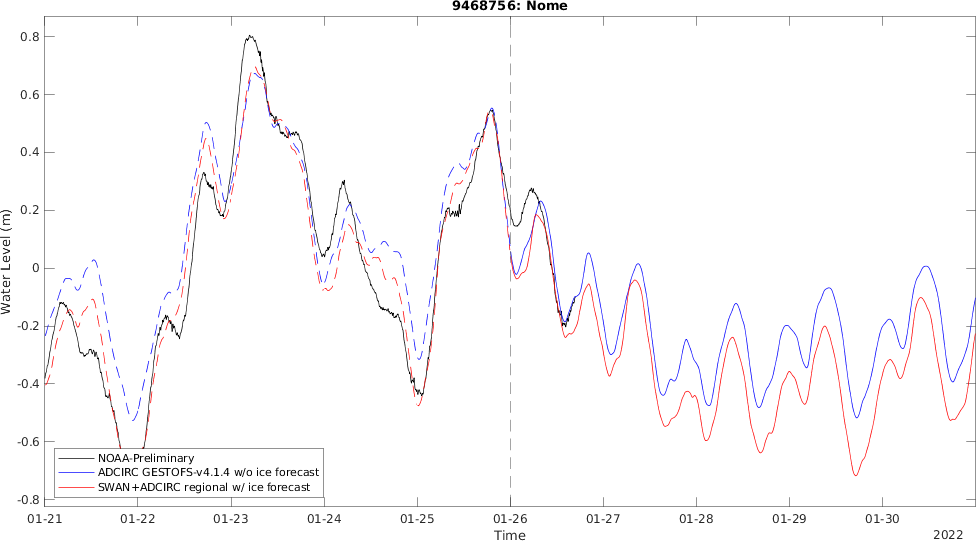 9468756: Nome
0.8
0.6
0.4
0.2
0
-0.2
-0.4
-0.6
-0.8
Water Level (m)
NOAA-Preliminary
ADCIRC GESTOFS-v4.1.4 w/o ice forecast
SWAN+ADCIRC regional w/ ice forecast
01-21 01-22 01-23 01-24 01-25 01-26 01-27 01-28 01-29 01-30
Time
2022